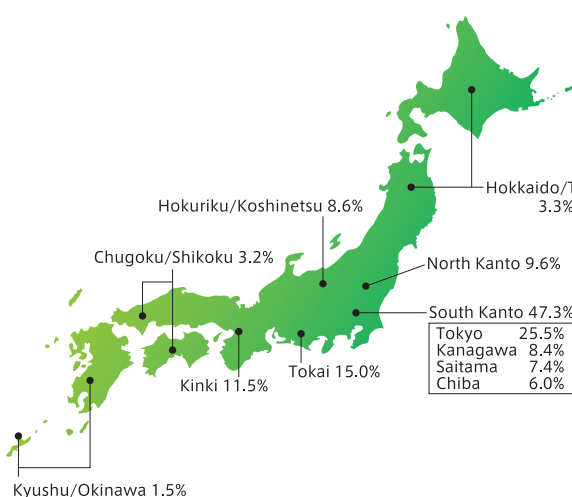 Hokkaido/T
3.3%
Hokuriku/Koshinetsu 8.6%
Chugoku/Shikoku 3.2%
North Kanto 9.6%
South Kanto 47.3%
Tokyo 25.5%
Kanagawa 8.4%
Saitama 7.4%
Chiba 6.0%
Tokai 15.0%
Kinki 11.5%
Kyushu/Okinawa 1.5%